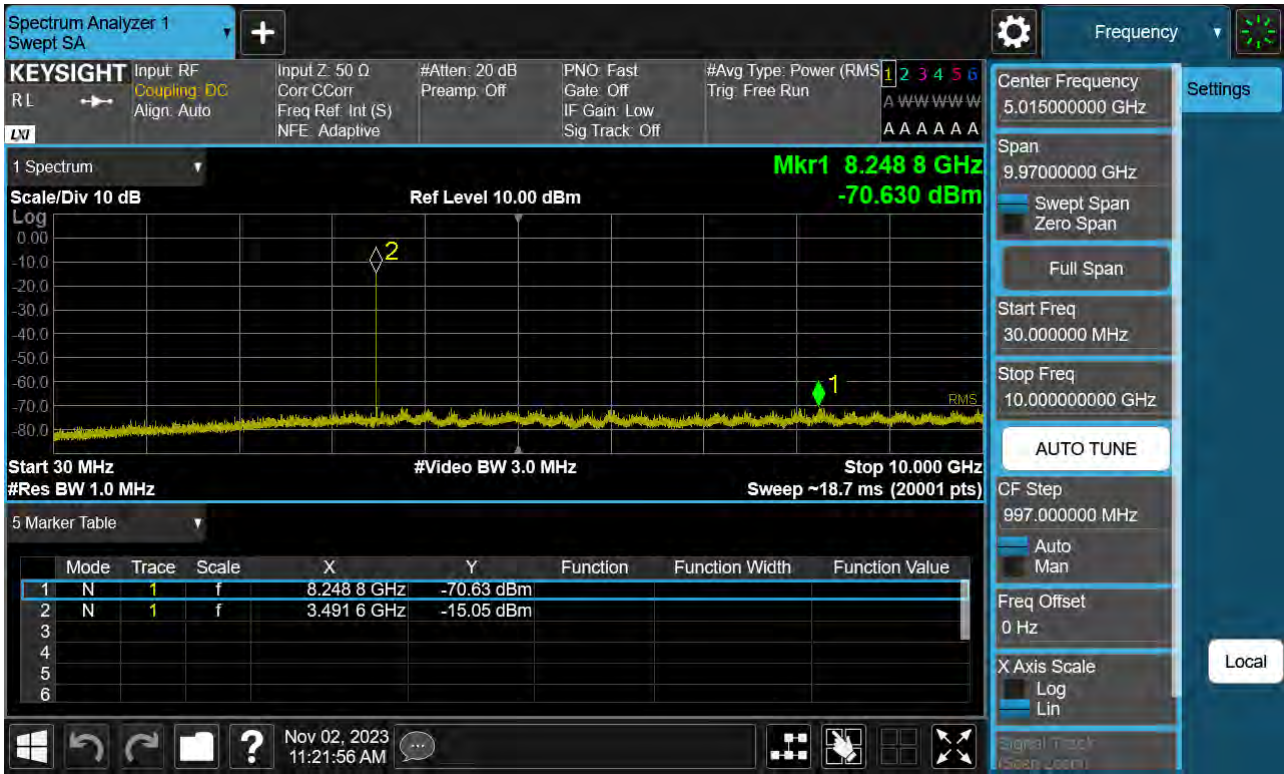 Spectrum Analyzer 1
Swept SA
+
Frequency
KEYSIGHT
RL
LXI
Input: RF
Coupling: DC
Align: Auto
Input Z: 50 Ω
Corr CCorr
Freq Ref: Int (S)
NFE: Adaptive
#Atten: 20 dB
Preamp: Off
PNO: Fast
Gate: Off
IF Gain: Low
Sig Track: Off
#Avg Type: Power (RMS
Trig: Free Run
1 2 3 4 5 6
A W W W W W
A A A A A A
1 Spectrum
Mkr1 8.248 8 GHz
-70.630 dBm
Scale/Div 10 dB
Ref Level 10.00 dBm
Log
0.00
-10.0
-20.0
-30.0
-40.0
-50.0
-60.0
-70.0
-80.0
2
1
RMS
Start 30 MHz
#Video BW 3.0 MHz
Stop 10.000 GHz
#Res BW 1.0 MHz
Sweep ~18.7 ms (20001 pts)
5 Marker Table
Mode Trace Scale X Y Function Function Width Function Value
1 N 1 f 8.248 8 GHz -70.63 dBm
2 N 1 f 3.491 6 GHz -15.05 dBm
3
4
5
6
Nov 02, 2023
11:21:56 AM
?
Center Frequency
5.015000000 GHz
Settings
Span
9.97000000 GHz
Swept Span
Zero Span
Full Span
Start Freq
30.000000 MHz
Stop Freq
10.000000000 GHz
AUTO TUNE
CF Step
997.000000 MHz
Auto
Man
Freq Offset
0 Hz
X Axis Scale
Log
Lin
Local
Signal Track
(Span Zoom)